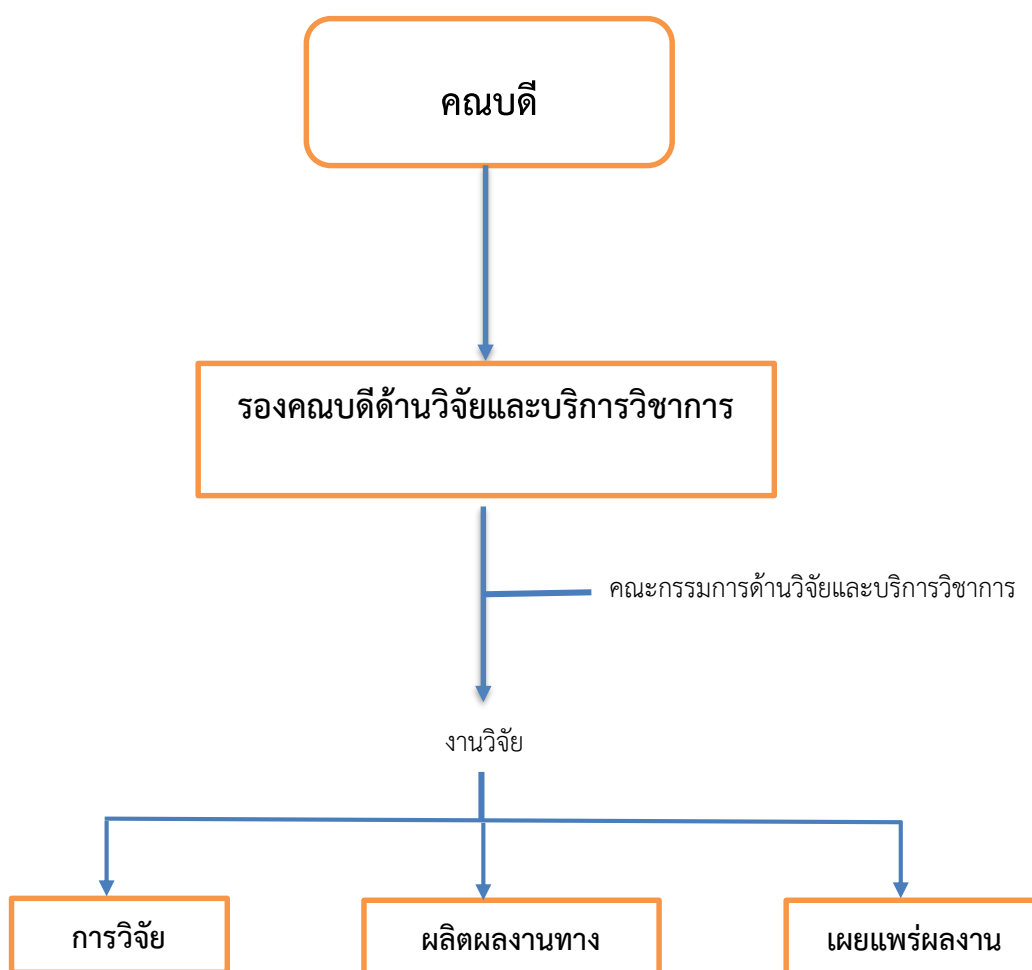 คณบดี
รองคณบดีด้านวิจัยและบริการวิชาการ
คณะกรรมการด้านวิจัยและบริการวิชาการ
งานวิจัย
การวิจัย
ผลิตผลงานทาง
เผยแพร่ผลงาน